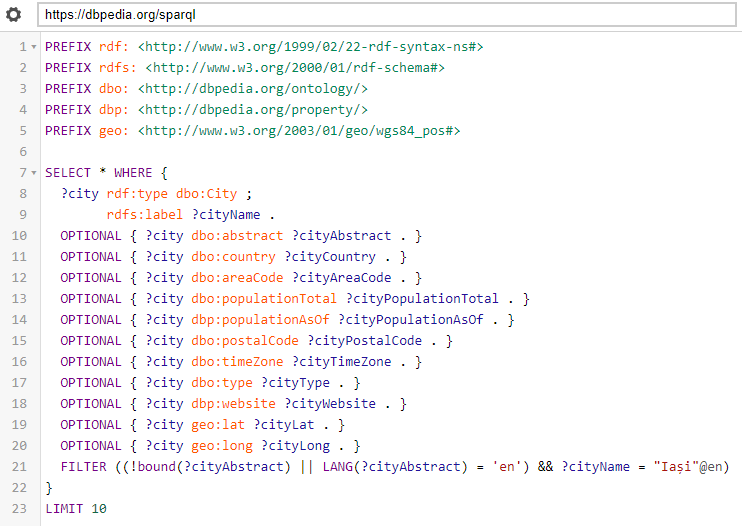 https://dbpedia.org/sparql
1 PREFIX rdf: <http://www.w3.org/1999/02/22-rdf-syntax-ns#>
2 PREFIX rdfs: <http://www.w3.org/2000/01/rdf-schema#>
3 PREFIX dbo: <http://dbpedia.org/ontology/>
4 PREFIX dbp: <http://dbpedia.org/property/>
5 PREFIX geo: <http://www.w3.org/2003/01/geo/wgs84_pos#>
6
7 SELECT * WHERE {
8 ?city rdf:type dbo:City ;
9 rdfs:label ?cityName .
10 OPTIONAL { ?city dbo:abstract ?cityAbstract . }
11 OPTIONAL { ?city dbo:country ?cityCountry . }
12 OPTIONAL { ?city dbo:areaCode ?cityAreaCode . }
13 OPTIONAL { ?city dbo:populationTotal ?cityPopulationTotal . }
14 OPTIONAL { ?city dbp:populationAsOf ?cityPopulationAsOf . }
15 OPTIONAL { ?city dbo:postalCode ?cityPostalCode . }
16 OPTIONAL { ?city dbo:timeZone ?cityTimeZone . }
17 OPTIONAL { ?city dbo:type ?cityType . }
18 OPTIONAL { ?city dbp:website ?cityWebsite . }
19 OPTIONAL { ?city geo:lat ?cityLat . }
20 OPTIONAL { ?city geo:long ?cityLong . }
21 FILTER ((!bound(?cityAbstract) || LANG(?cityAbstract) = 'en') && ?cityName = "Iași"@en)
22 }
23 LIMIT 10